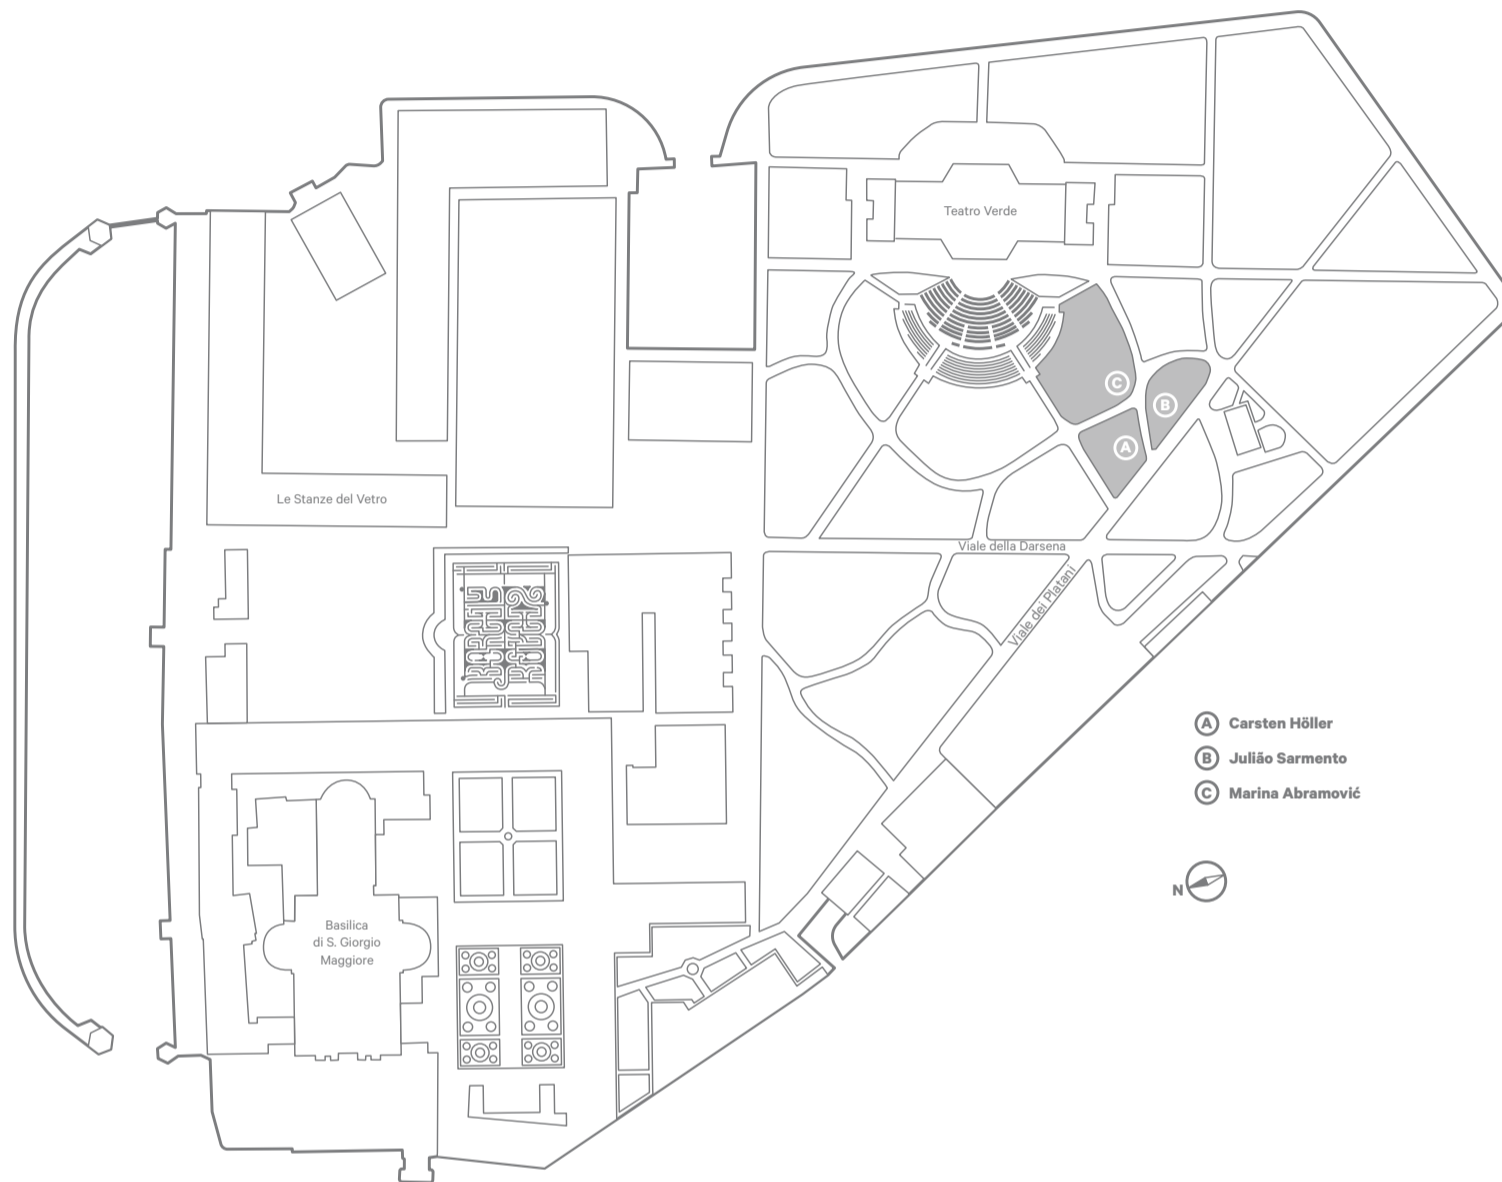 Teatro Verde
C
B
A
Le Stanze del Vetro
Viale della Darsena
Viale dei Platani
A Carsten Höller
B Julião Sarmento
C Marina Abramović
N
Basilica
di S. Giorgio
Maggiore